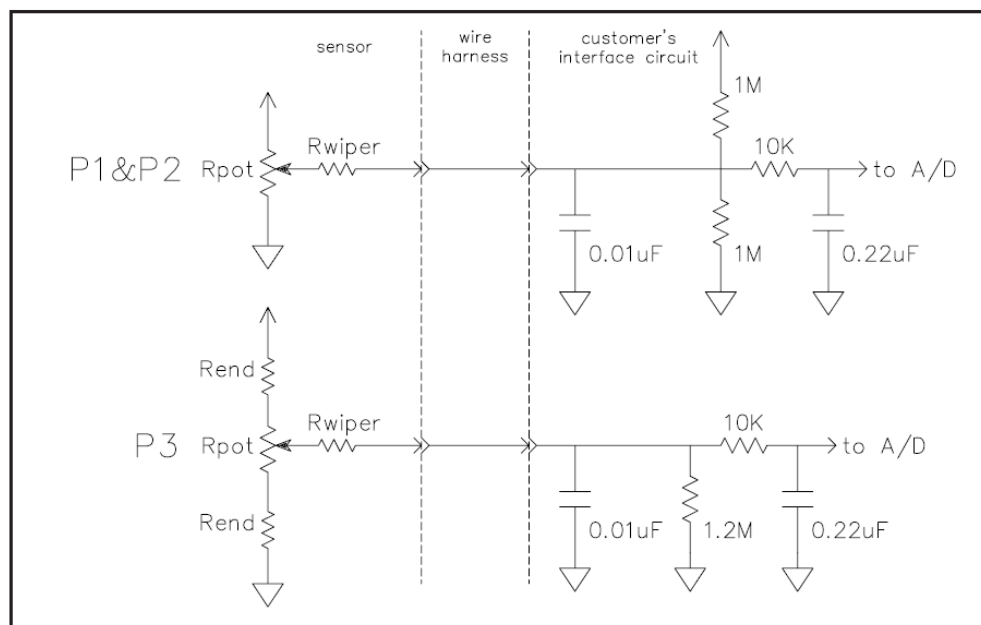 sensor
wire
harness
customer's
interface circuit
1M
10K
P1&P2
Rpot
Rwiper
to A/D
0.01uF
1M
0.22uF
Rend
Rwiper
10K
P3
Rpot
to A/D
Rend
0.01uF
1.2M
0.22uF